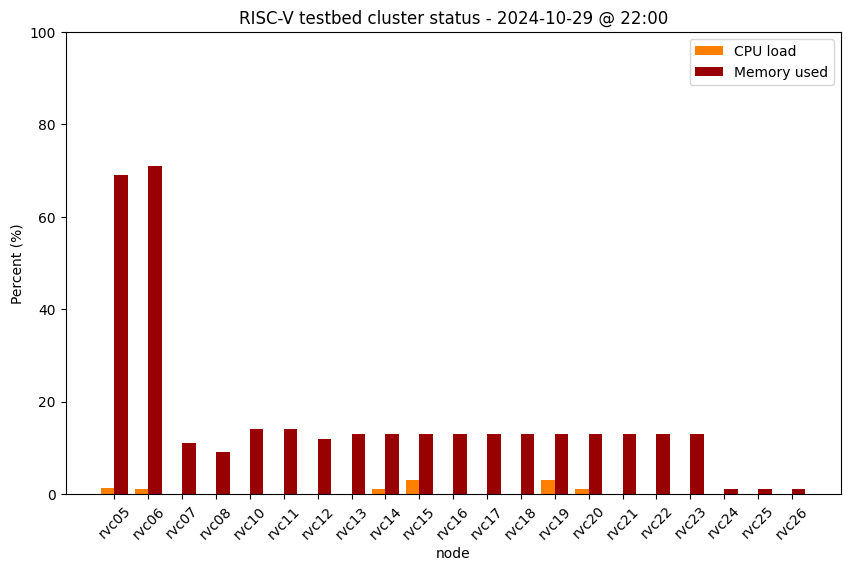 RISC-V testbed cluster status - 2024-10-29 @ 22:00
CPU load
Memory used
Percent (%)
100
80
60
40
20
0
rvc05 rvc06 rvc07 rvc08 rvc10 rvc11 rvc12 rvc13 rvc14 rvc15 rvc16 rvc17 rvc18 rvc19 rvc20 rvc21 rvc22 rvc23 rvc24 rvc25 rvc26
node